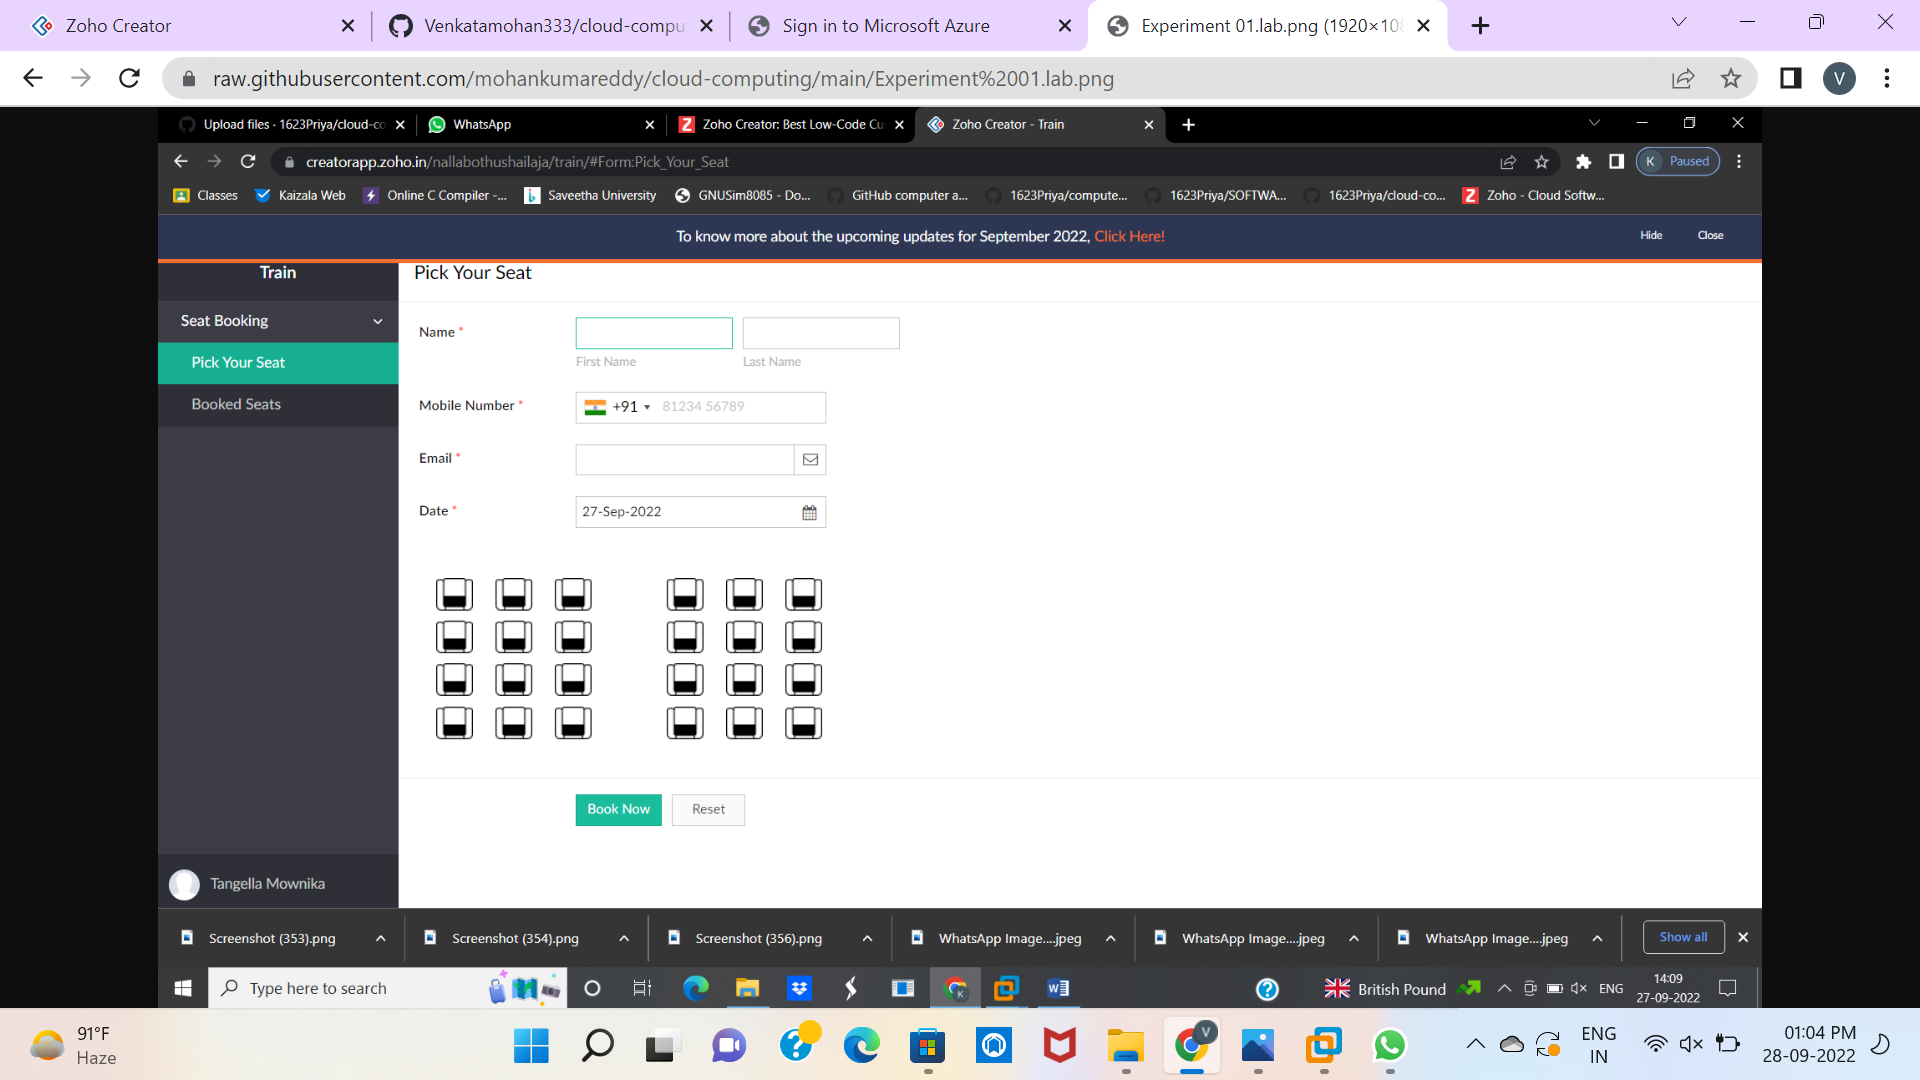 Zoho Creator
Venkatamohan333/cloud-compu
Sign in to Microsoft Azure
Experiment 01.lab.png (1920×108
raw.githubusercontent.com/mohankumareddy/cloud-computing/main/Experiment%2001.lab.png
V
Upload files · 1623Priya/cloud-co
WhatsApp
Zoho Creator: Best Low-Code Cu
Zoho Creator - Train
creatorapp.zoho.in/nallabothushailaja/train/#Form:Pick_Your_Seat
K Paused
Classes
Kaizala Web
Online C Compiler -...
Saveetha University
GNUSim8085 - Do...
GitHub computer a...
1623Priya/compute...
1623Priya/SOFTWA...
1623Priya/cloud-co...
Zoho - Cloud Softw...
To know more about the upcoming updates for September 2022, Click Here!
Hide
Close
Train
Pick Your Seat
Seat Booking
Pick Your Seat
Booked Seats
Name *
First Name
Last Name
Mobile Number *
+91
81234 56789
Email *
Date *
27-Sep-2022
Book Now
Reset
Tangella Mownika
Screenshot (353).png
Screenshot (354).png
Screenshot (356).png
WhatsApp Image....jpeg
WhatsApp Image....jpeg
WhatsApp Image....jpeg
Show all
Type here to search
British Pound
ENG
14:09
27-09-2022
91°F
Haze
ENG
IN
01:04 PM
28-09-2022